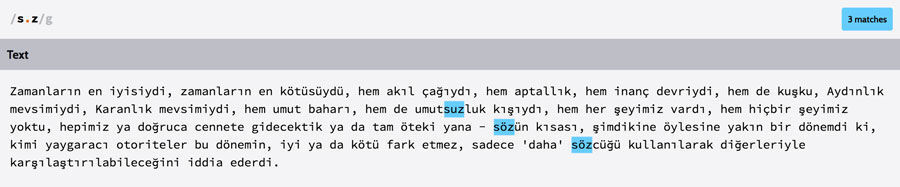 /s.z/g
3 matches
Text
Zamanların en iyisiydi, zamanların en kötüsüydü, hem akıl çağıydı, hem aptallık, hem inanç devriydi, hem de kuşku, Aydınlık
mevsimiydi, Karanlık mevsimiydi, hem umut baharı, hem de umutsuzluk kışıydı, hem her şeyimiz vardı, hem hiçbir şeyimiz
yoktu, hepimiz ya doğruca cennete gidecektik ya da tam öteki yana – sözün kısası, şimdikine öylesine yakın bir dönemdi ki,
kimi yaygaracı otoriteler bu dönemin, iyi ya da kötü fark etmez, sadece 'daha' sözcüğü kullanılarak diğerleriyle
karşılaştırılabileceğini iddia ederdi.